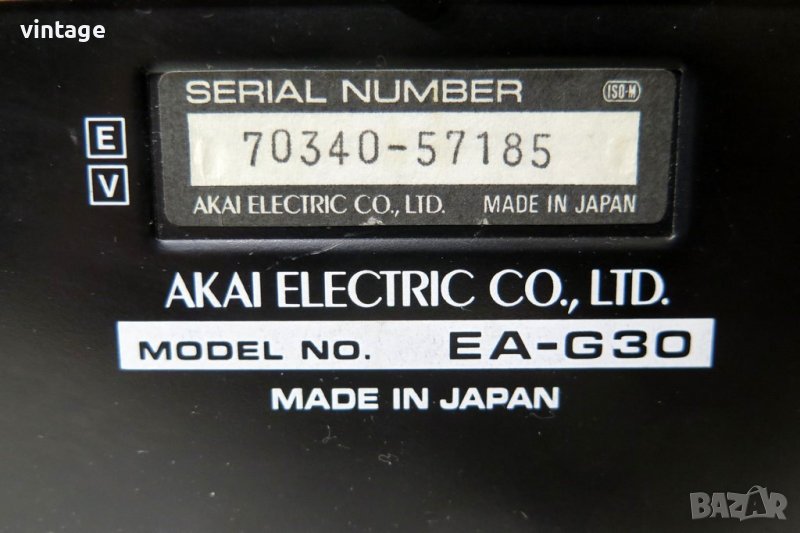 vintage
SERIAL NUMBER ISO-M
E
70340-57185
V
AKAI ELECTRIC CO., LTD. MADE IN JAPAN
AKAI ELECTRIC CO., LTD.
MODEL NO. EA-G30
MADE IN JAPAN
BAZAR